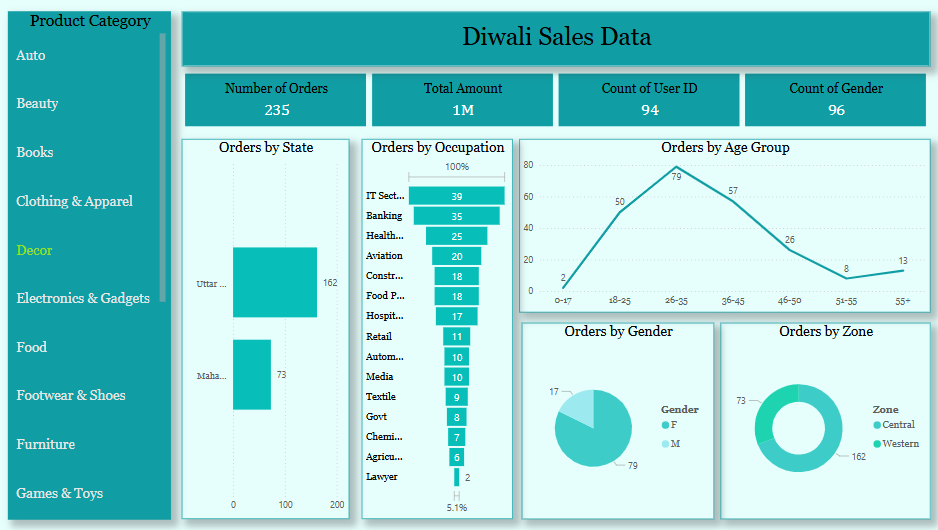 Product Category
Auto
Beauty
Books
Clothing & Apparel
Decor
Electronics & Gadgets
Food
Footwear & Shoes
Furniture
Games & Toys
Diwali Sales Data
Number of Orders
235
Total Amount
1M
Count of User ID
94
Count of Gender
96
Orders by State
Uttar ...
162
Maha...
73
0 100 200
Orders by Occupation
100%
IT Sect... 39
Banking 35
Health... 25
Aviation 20
Constr... 18
Food P... 18
Hospit... 17
Retail 11
Autom... 10
Media 10
Textile 9
Govt 8
Chemi... 7
Agricu... 6
Lawyer 2
5.1%
Orders by Age Group
80
60
40
20
0
2
50
79
57
26
8
13
0-17 18-25 26-35 36-45 46-50 51-55 55+
Orders by Gender
17
79
Gender
F
M
Orders by Zone
73
162
Zone
Central
Western